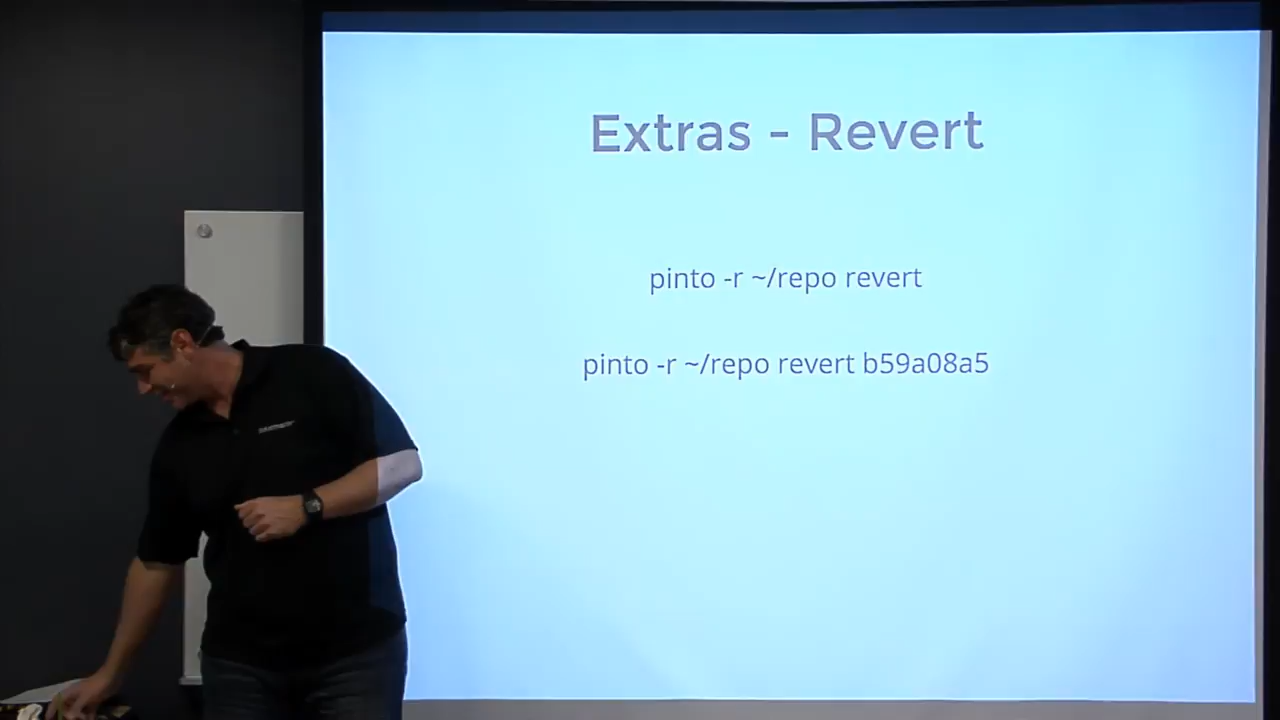 Extras - Revert
pinto -r ~/repo revert
pinto -r ~/repo revert b59a08a5